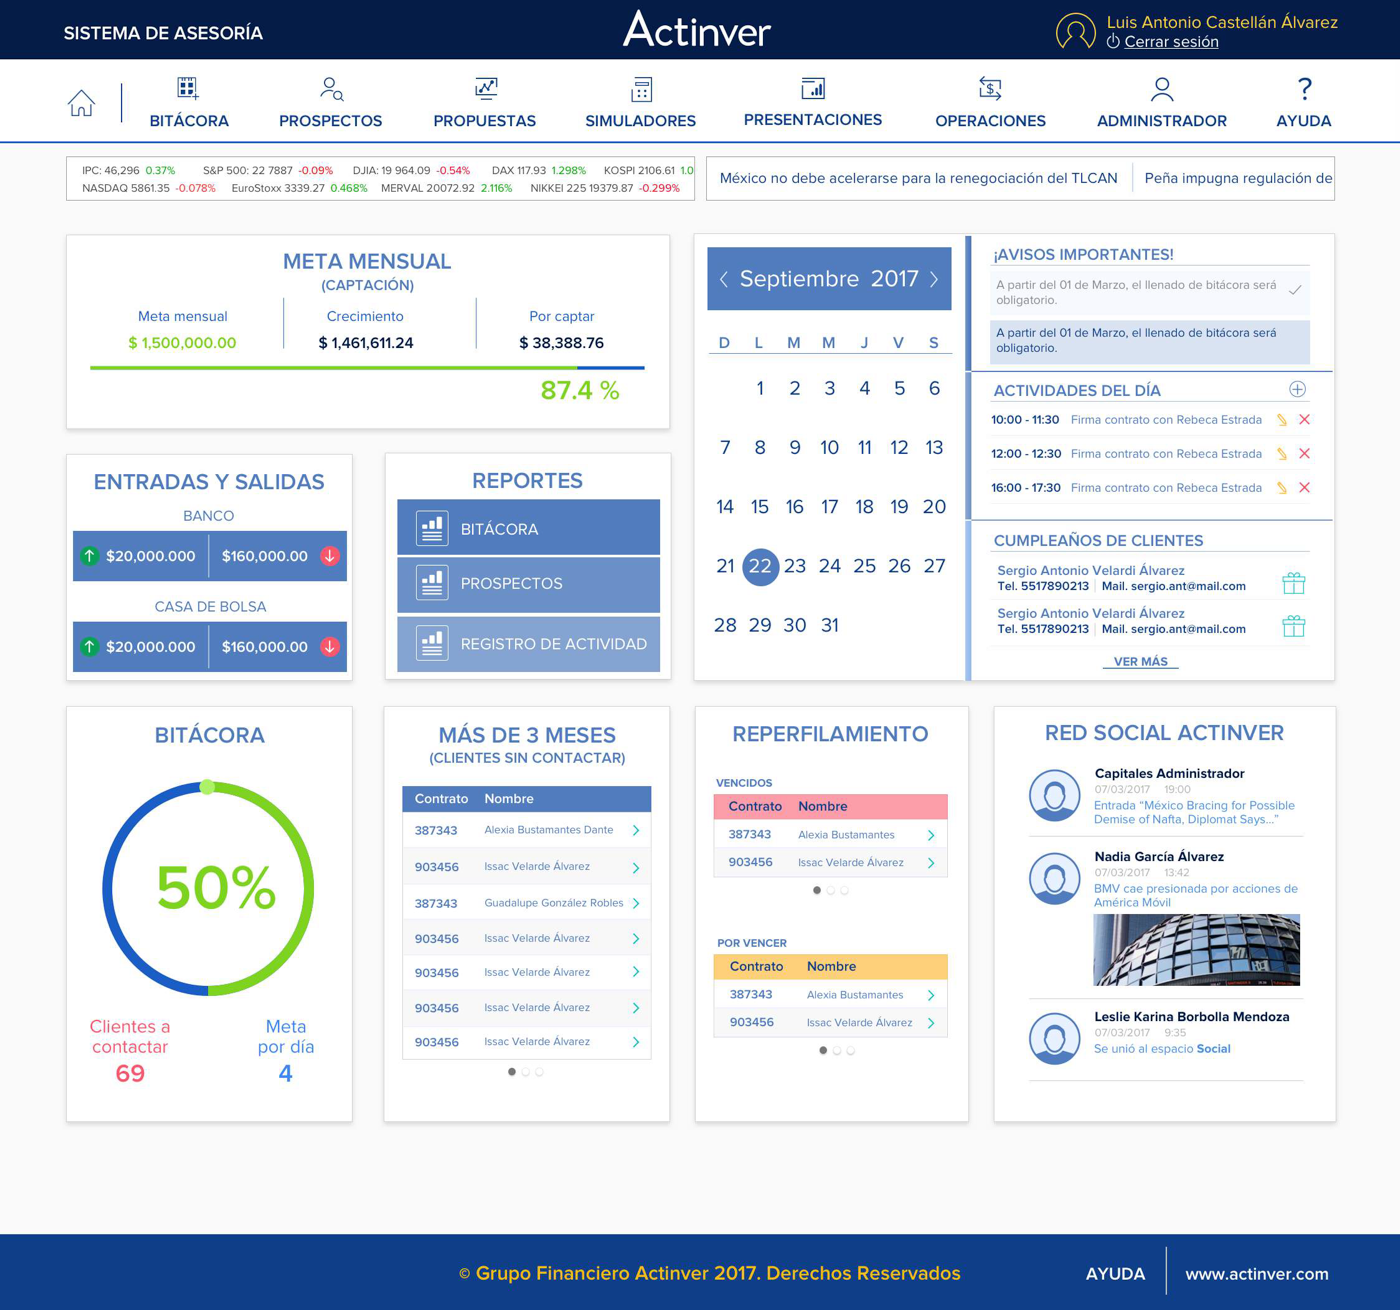 SISTEMA DE ASESORÍA
Actinver
Luis Antonio Castellán Álvarez
Cerrar sesión
BITÁCORA
PROSPECTOS
PROPUESTAS
SIMULADORES
PRESENTACIONES
OPERACIONES
ADMINISTRADOR
? AYUDA
IPC: 46,296 0.37% S&P 500: 22 7887 -0.09% DJIA: 19 964.09 -0.54% DAX 117.93 1.298% KOSPI 2106.61 1.0
NASDAQ 5861.35 -0.078% EuroStoxx 3339.27 0.468% MERVAL 20072.92 2.116% NIKKEI 225 19379.87 -0.299%
México no debe acelerarse para la renegociación del TLCAN Peña impugna regulación de
META MENSUAL
(CAPTACIÓN)
Meta mensual Crecimiento Por captar
$ 1,500,000.00 $ 1,461,611.24 $ 38,388.76
87.4 %
ENTRADAS Y SALIDAS
BANCO
$20,000.000 $160,000.00
CASA DE BOLSA
$20,000.000 $160,000.00
REPORTES
BITÁCORA
PROSPECTOS
REGISTRO DE ACTIVIDAD
Septiembre 2017
D L M M J V S
1 2 3 4 5 6
7 8 9 10 11 12 13
14 15 16 17 18 19 20
21 22 23 24 25 26 27
28 29 30 31
¡AVISOS IMPORTANTES!
A partir del 01 de Marzo, el llenado de bitácora será
obligatorio.
A partir del 01 de Marzo, el llenado de bitácora será
obligatorio.
ACTIVIDADES DEL DÍA
10:00 - 11:30 Firma contrato con Rebeca Estrada
12:00 - 12:30 Firma contrato con Rebeca Estrada
16:00 - 17:30 Firma contrato con Rebeca Estrada
CUMPLEAÑOS DE CLIENTES
Sergio Antonio Velardi Álvarez
Tel. 5517890213 Mail. sergio.ant@mail.com
Sergio Antonio Velardi Álvarez
Tel. 5517890213 Mail. sergio.ant@mail.com
VER MÁS
BITÁCORA
50%
Clientes a
contactar
69
Meta
por día
4
MÁS DE 3 MESES
(CLIENTES SIN CONTACTAR)
Contrato Nombre
387343 Alexia Bustamantes Dante
903456 Issac Velarde Álvarez
387343 Guadalupe González Robles
903456 Issac Velarde Álvarez
903456 Issac Velarde Álvarez
903456 Issac Velarde Álvarez
903456 Issac Velarde Álvarez
REPERFILAMIENTO
VENCIDOS
Contrato Nombre
387343 Alexia Bustamantes
903456 Issac Velarde Álvarez
POR VENCER
Contrato Nombre
387343 Alexia Bustamantes
903456 Issac Velarde Álvarez
RED SOCIAL ACTINVER
Capitales Administrador
07/03/2017 19:00
Entrada “México Bracing for Possible
Demise of Nafta, Diplomat Says...”
Nadia García Álvarez
07/03/2017 13:42
BMV cae presionada por acciones de
América Móvil
Leslie Karina Borbolla Mendoza
07/03/2017 9:35
Se unió al espacio Social
© Grupo Financiero Actinver 2017. Derechos Reservados
AYUDA
www.actinver.com